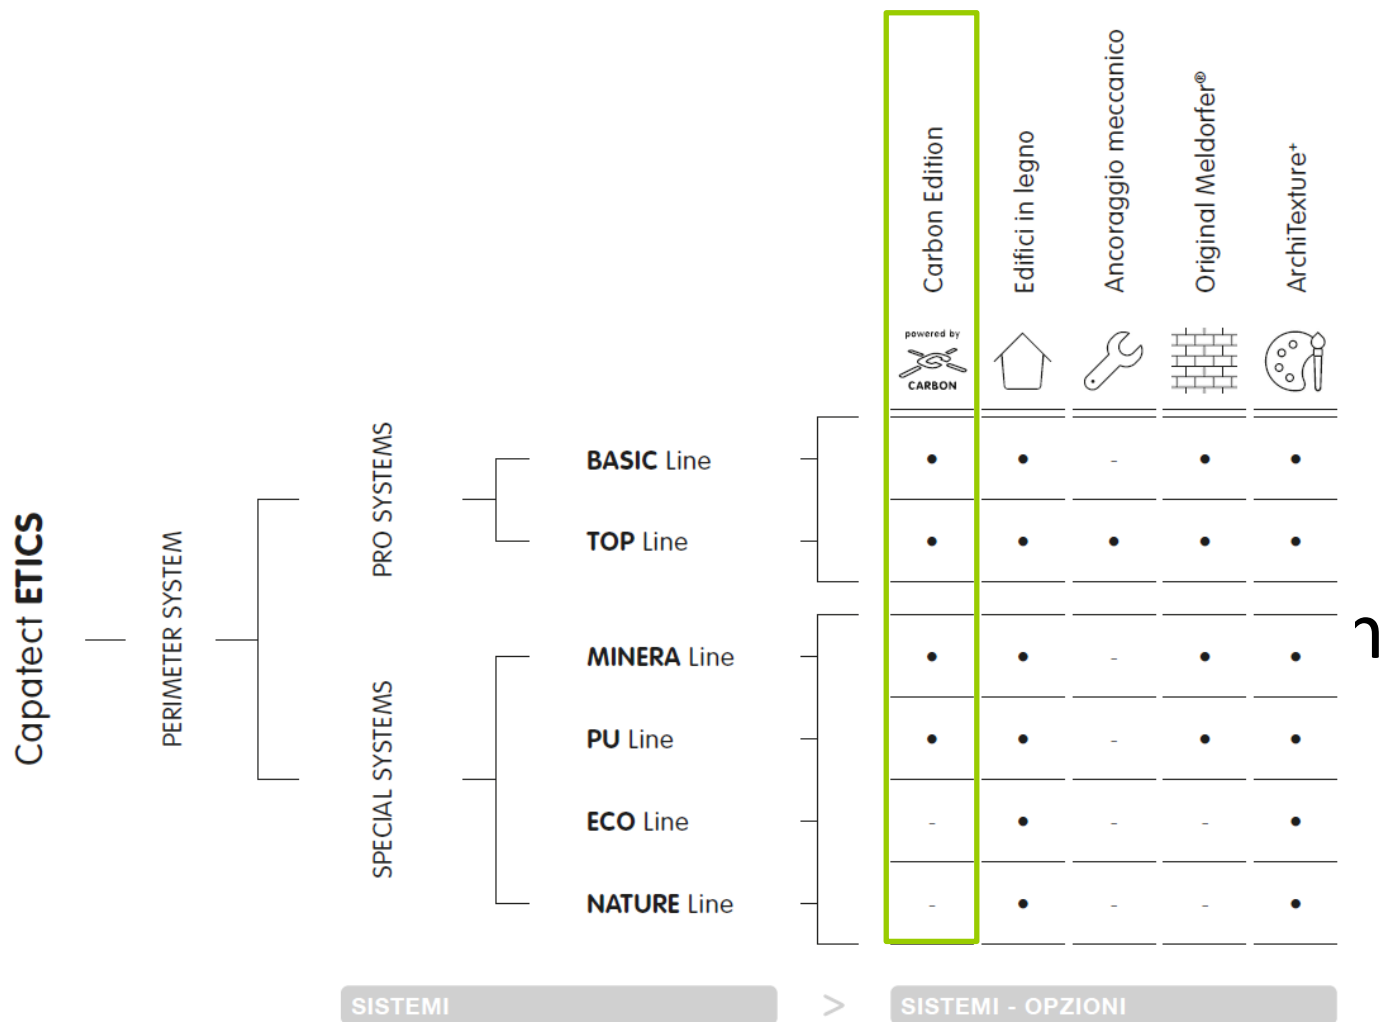 Carbon Edition
Edifici in legno
Ancoraggio meccanico
Original Meldorfer®
ArchiTexture⁺
powered by
CARBON
Capatect ETICS
PERIMETER SYSTEM
PRO SYSTEMS
BASIC Line • • - • •
TOP Line • • • • •
SPECIAL SYSTEMS
MINERA Line • • - • •
PU Line • • - • •
ECO Line - • - - •
NATURE Line - • - - •
SISTEMI > SISTEMI - OPZIONI